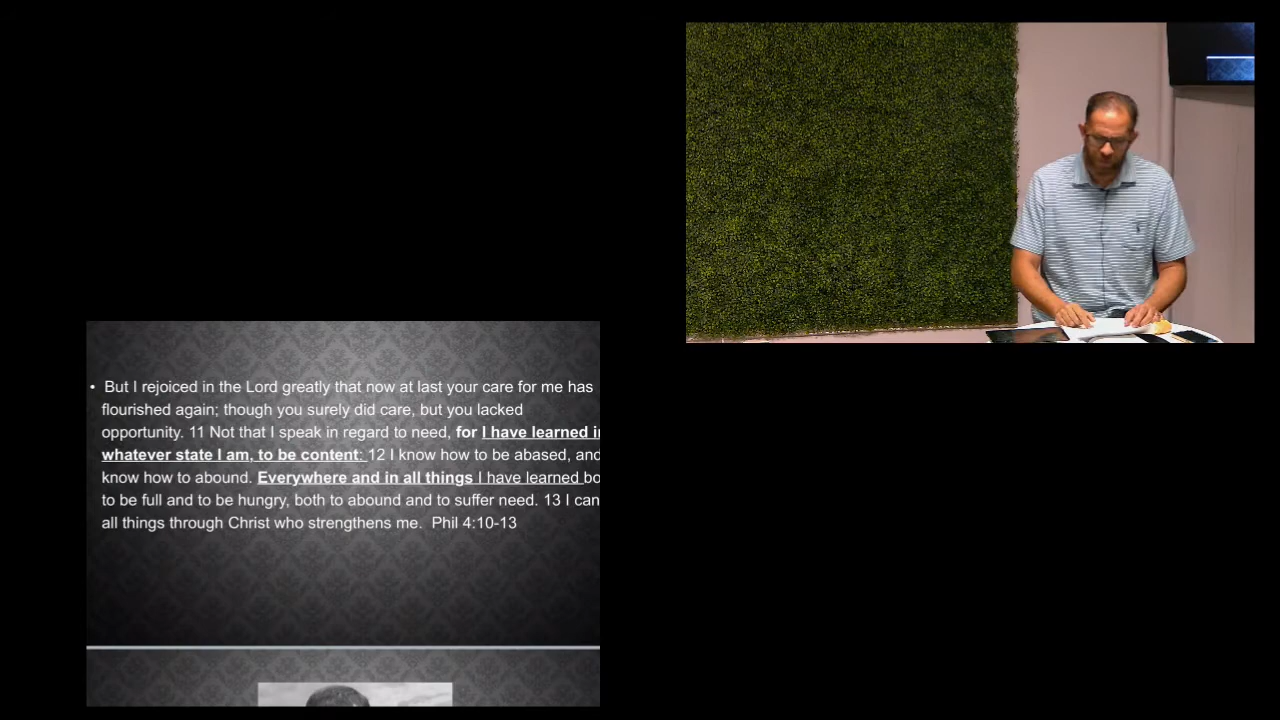 • But I rejoiced in the Lord greatly that now at last your care for me has
flourished again; though you surely did care, but you lacked
opportunity. 11 Not that I speak in regard to need, for I have learned in
whatever state I am, to be content: 12 I know how to be abased, and
know how to abound. Everywhere and in all things I have learned bo
to be full and to be hungry, both to abound and to suffer need. 13 I can
all things through Christ who strengthens me. Phil 4:10-13